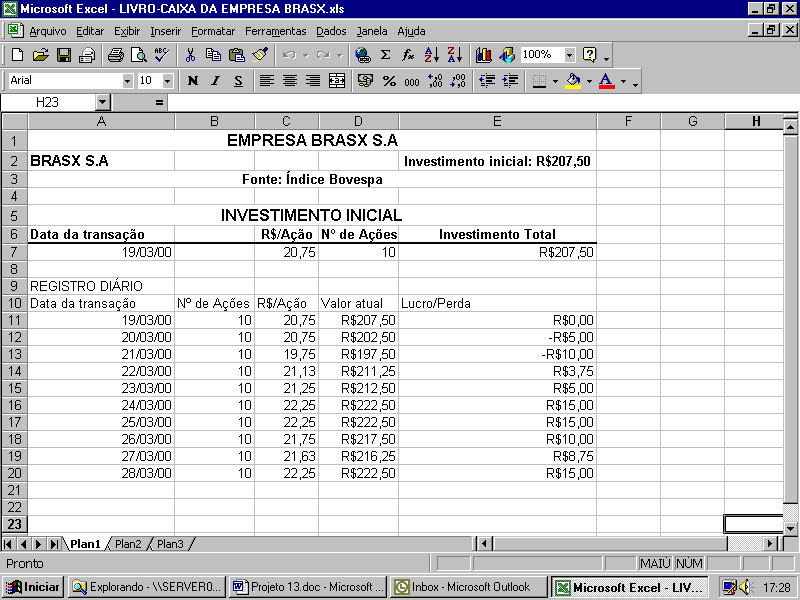 Microsoft Excel - LIVRO-CAIXA DA EMPRESA BRASX.xls
Arquivo Editar Exibir Inserir Formatar Ferramentas Dados Janela Ajuda
100%
Arial 10 N I S
H23 =
A B C D E F G H
1 EMPRESA BRASX S.A
2 BRASX S.A Investimento inicial: R$207,50
3 Fonte: Índice Bovespa
4
5 INVESTIMENTO INICIAL
6 Data da transação R$/Ação Nº de Ações Investimento Total
7 19/03/00 20,75 10 R$207,50
8
9 REGISTRO DIÁRIO
10 Data da transação Nº de Ações R$/Ação Valor atual Lucro/Perda
11 19/03/00 10 20,75 R$207,50 R$0,00
12 20/03/00 10 20,75 R$202,50 -R$5,00
13 21/03/00 10 19,75 R$197,50 -R$10,00
14 22/03/00 10 21,13 R$211,25 R$3,75
15 23/03/00 10 21,25 R$212,50 R$5,00
16 24/03/00 10 22,25 R$222,50 R$15,00
17 25/03/00 10 22,25 R$222,50 R$15,00
18 26/03/00 10 21,75 R$217,50 R$10,00
19 27/03/00 10 21,63 R$216,25 R$8,75
20 28/03/00 10 22,25 R$222,50 R$15,00
21
22
23
Plan1 Plan2 Plan3
Pronto MAIÚ NÚM
Iniciar Explorando - \\SERVER0... Projeto 13.doc - Microsoft ... Inbox - Microsoft Outlook Microsoft Excel - LIV... 17:28